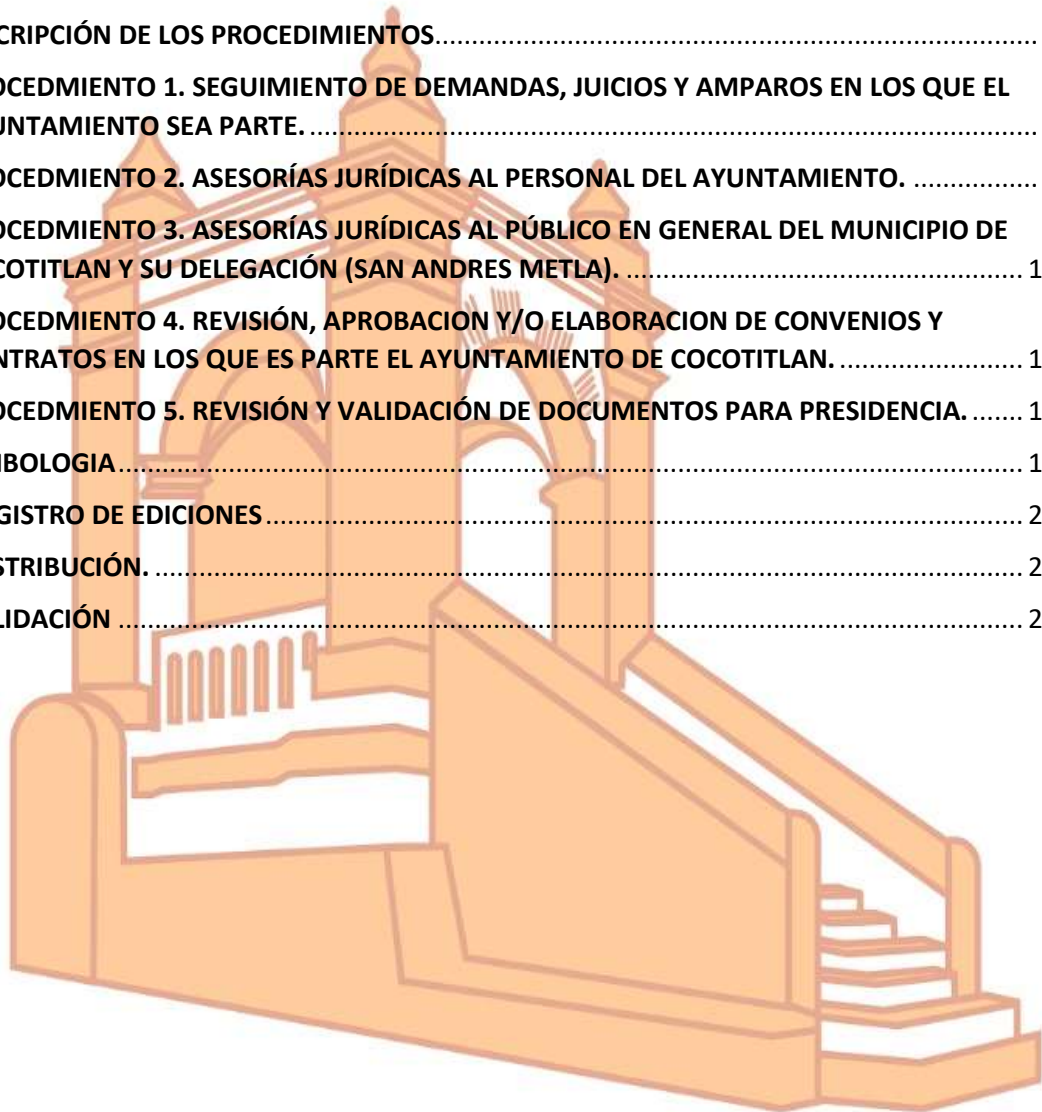 CRIPCIÓN DE LOS PROCEDIMIENTOS
OCEDMIENTO 1. SEGUIMIENTO DE DEMANDAS, JUICIOS Y AMPAROS EN LOS QUE EL
UNTAMIENTO SEA PARTE.
OCEDMIENTO 2. ASESORÍAS JURÍDICAS AL PERSONAL DEL AYUNTAMIENTO.
OCEDMIENTO 3. ASESORÍAS JURÍDICAS AL PÚBLICO EN GENERAL DEL MUNICIPIO DE
COTITLAN Y SU DELEGACIÓN (SAN ANDRES METLA). 1
OCEDMIENTO 4. REVISIÓN, APROBACION Y/O ELABORACION DE CONVENIOS Y
NTRATOS EN LOS QUE ES PARTE EL AYUNTAMIENTO DE COCOTITLAN. 1
OCEDMIENTO 5. REVISIÓN Y VALIDACIÓN DE DOCUMENTOS PARA PRESIDENCIA. 1
BOLOGIA 1
GISTRO DE EDICIONES 2
STRIBUCIÓN. 2
LIDACIÓN 2